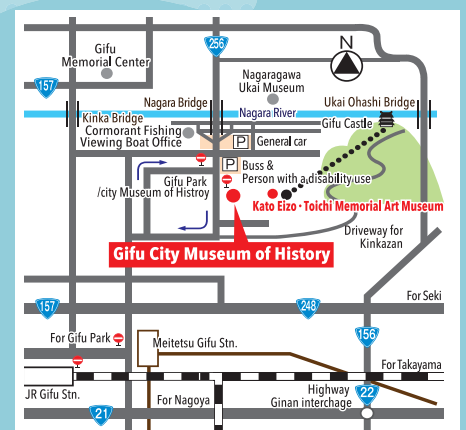 N
256
Gifu
Memorial Center
157
Nagaragawa
Ukai Museum
Nagara Bridge
Ukai Ohashi Bridge
Nagara River
Kinka Bridge
Gifu Castle
Cormorant Fishing
Viewing Boat Office
P
General car
P
Buss &
Person with a disability use
Gifu Park
/city Museum of Histroy
Kato Eizo・Toichi Memorial Art Museum
Driveway for
Kinkazan
Gifu City Museum of History
For Seki
157
248
For Gifu Park
Meitetsu Gifu Stn.
156
For Takayama
JR Gifu Stn.
For Nagoya
Highway
Ginan interchage
22
21